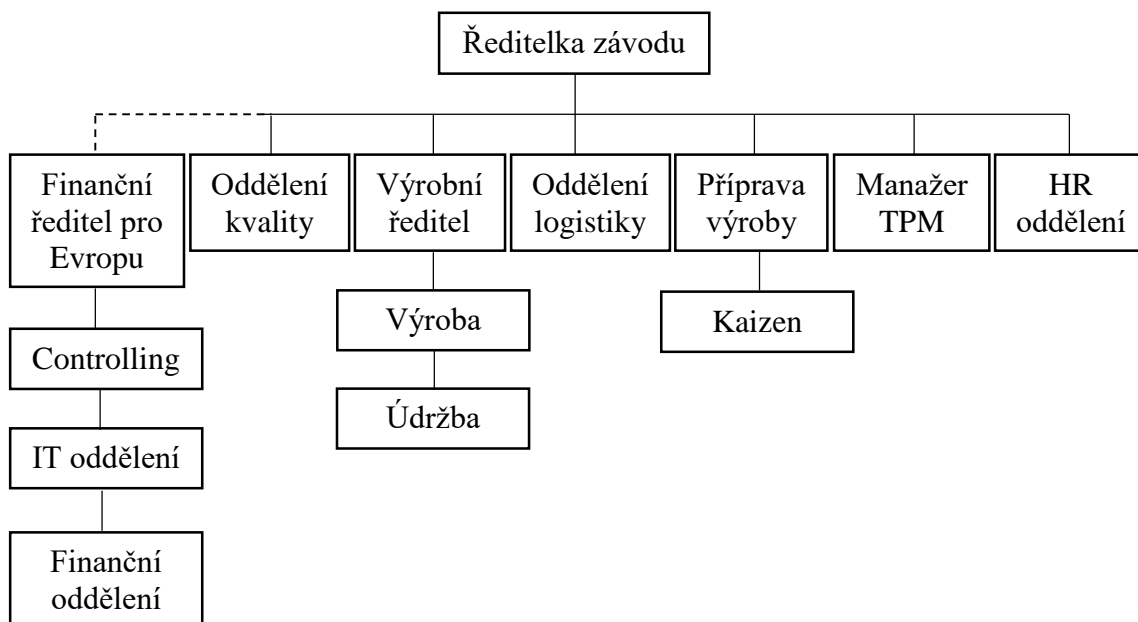 Ředitelka závodu
Finanční
ředitel pro
Evropu
Oddělení
kvality
Výrobní
ředitel
Oddělení
logistiky
Příprava
výroby
Manažer
TPM
HR
oddělení
Výroba
Kaizen
Controlling
Údržba
IT oddělení
Finanční
oddělení